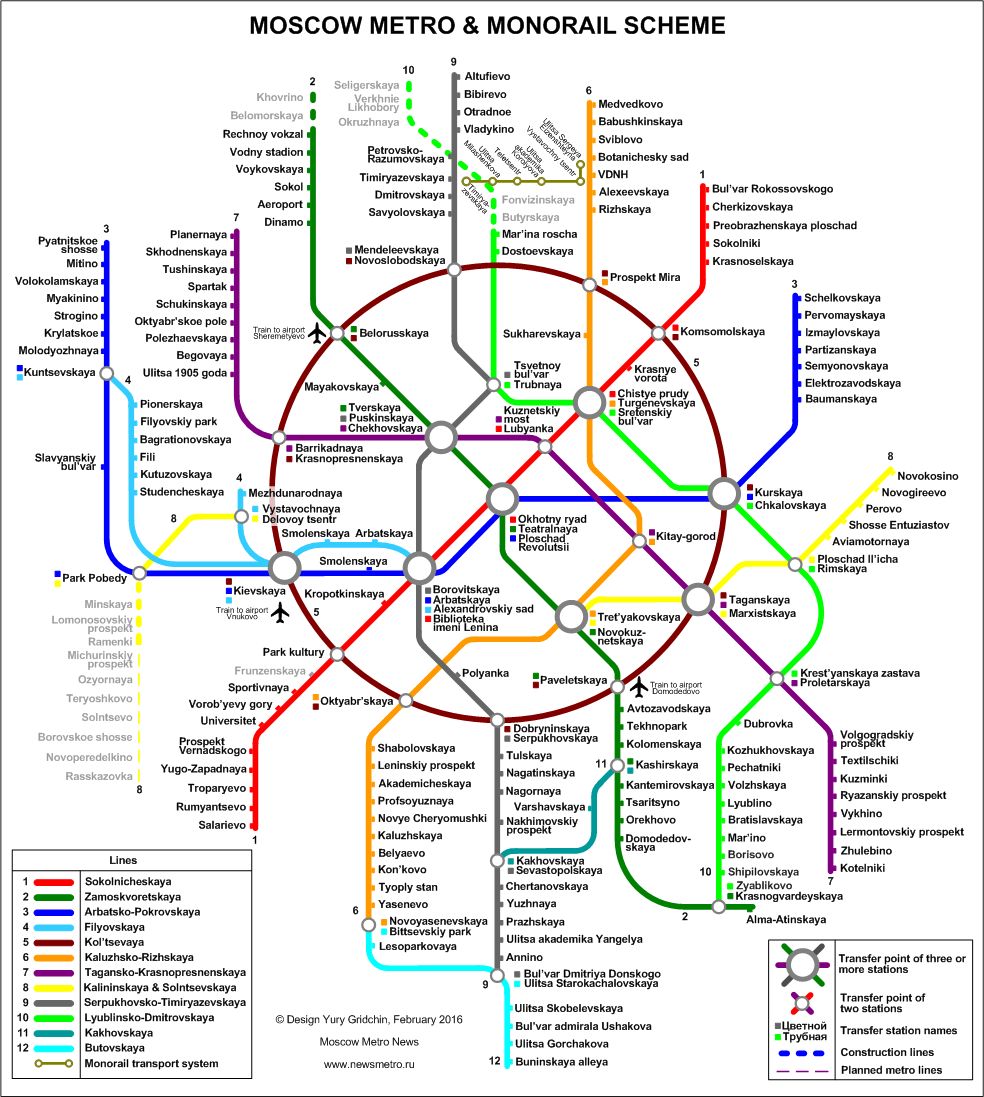 MOSCOW METRO & MONORAIL SCHEME
2
Khovrino
Belomorskaya
Rechnoy vokzal
Vodny stadion
Voykovskaya
Sokol
Aeroport
Dinamo
10
Seligerskaya
Verkhnie
Likhobory
Okruzhnaya
9
Altufievo
Bibirevo
Otradnoe
Vladykino
Petrovsko-
Razumovskaya
Timiryazevskaya
Dmitrovskaya
Savyolovskaya
Mendeleevskaya
Novoslobodskaya
Timirya-
zevskaya
Ulitsa
Milashenkova
Teletsentr
Ulitsa
akademika
Korolyova
Vystavochny tsentr
Ulitsa Sergeya
Eizenshteyna
Fonvizinskaya
Butyrskaya
Mar'ina roscha
Dostoevskaya
6
Medvedkovo
Babushkinskaya
Sviblovo
Botanichesky sad
VDNH
Alexeevskaya
Rizhskaya
Prospekt Mira
1
Bul'var Rokossovskogo
Cherkizovskaya
Preobrazhenskaya ploschad
Sokolniki
Krasnoselskaya
Komsomolskaya
3
Schelkovskaya
Pervomayskaya
Izmaylovskaya
Partizanskaya
Semyonovskaya
Elektrozavodskaya
Baumanskaya
3
Pyatnitskoe
shosse
Mitino
Volokolamskaya
Myakinino
Strogino
Krylatskoe
Molodyozhnaya
Kuntsevskaya
7
Planernaya
Skhodnenskaya
Tushinskaya
Spartak
Schukinskaya
Oktyabr'skoe pole
Polezhaevskaya
Begovaya
Ulitsa 1905 goda
Train to airport
Sheremetyevo
Belorusskaya
Mayakovskaya
Tverskaya
Puskinskaya
Chekhovskaya
Barrikadnaya
Krasnopresnenskaya
Sukharevskaya
Tsvetnoy
bul'var
Trubnaya
Kuznetskiy
most
Lubyanka
Krasnye
vorota
5
Chistye prudy
Turgenevskaya
Sretenskiy
bul'var
4
Pionerskaya
Filyovskiy park
Bagrationovskaya
Fili
Kutuzovskaya
Studencheskaya
Slavyanskiy
bul'var
4
Mezhdunarodnaya
Vystavochnaya
Delovoy tsentr
8
Smolenskaya
Arbatskaya
Smolenskaya
Okhotny ryad
Teatralnaya
Ploschad
Revolutsii
Kitay-gorod
Kurskaya
Chkalovskaya
8
Novokosino
Novogireevo
Perovo
Shosse Entuziastov
Aviamotornaya
Ploschad Il'icha
Rimskaya
Park Pobedy
Kievskaya
Train to airport
Vnukovo
5
Kropotkinskaya
Borovitskaya
Arbatskaya
Alexandrovskiy sad
Biblioteka
imeni Lenina
Tret'yakovskaya
Novokuz-
netskaya
Taganskaya
Marxistskaya
Minskaya
Lomonosovskiy
prospekt
Ramenki
Michurinskiy
prospekt
Ozyornaya
Teryoshkovo
Solntsevo
Borovskoe shosse
Novoperedelkino
Rasskazovka
8
Park kultury
Frunzenskaya
Sportivnaya
Vorob'yevy gory
Universitet
Prospekt
Vernadskogo
Yugo-Zapadnaya
Troparyevo
Rumyantsevo
Salarievo
1
Oktyabr'skaya
Polyanka
Paveletskaya
Train to airport
Domodedovo
Krest'yanskaya zastava
Proletarskaya
Dobryninskaya
Serpukhovskaya
Shabolovskaya
Leninskiy prospekt
Akademicheskaya
Profsoyuznaya
Novye Cheryomushki
Kaluzhskaya
Belyaevo
Kon'kovo
Tyoply stan
Yasenevo
6
Novoyasenevskaya
Bittsevskiy park
Lesoparkovaya
Tulskaya
Nagatinskaya
Nagornaya
Nakhimovskiy
prospekt
Varshavskaya
Kakhovskaya
Sevastopolskaya
Chertanovskaya
Yuzhnaya
Prazhskaya
Ulitsa akademika Yangelya
Annino
9
Bul'var Dmitriya Donskogo
Ulitsa Starokachalovskaya
Ulitsa Skobelevskaya
Bul'var admirala Ushakova
Ulitsa Gorchakova
12
Buninskaya alleya
Avtozavodskaya
Tekhnopark
Kolomenskaya
11
Kashirskaya
Kantemirovskaya
Tsaritsyno
Orekhovo
Domodedov-
skaya
2
Alma-Atinskaya
Dubrovka
Kozhukhovskaya
Pechatniki
Volzhskaya
Lyublino
Bratislavskaya
Mar'ino
Borisovo
10
Shipilovskaya
Zyablikovo
Krasnogvardeyskaya
Volgogradskiy
prospekt
Textilschiki
Kuzminki
Ryazanskiy prospekt
Vykhino
Lermontovskiy prospekt
Zhulebino
Kotelniki
7
Lines
1 Sokolnicheskaya
2 Zamoskvoretskaya
3 Arbatsko-Pokrovskaya
4 Filyovskaya
5 Kol'tsevaya
6 Kaluzhsko-Rizhskaya
7 Tagansko-Krasnopresnenskaya
8 Kalininskaya & Solntsevskaya
9 Serpukhovsko-Timiryazevskaya
10 Lyublinsko-Dmitrovskaya
11 Kakhovskaya
12 Butovskaya
Monorail transport system
© Design Yury Gridchin, February 2016
Moscow Metro News
www.newsmetro.ru
Transfer point of three or
more stations
Transfer point of
two stations
Цветной
Трубная
Transfer station names
Construction lines
Planned metro lines